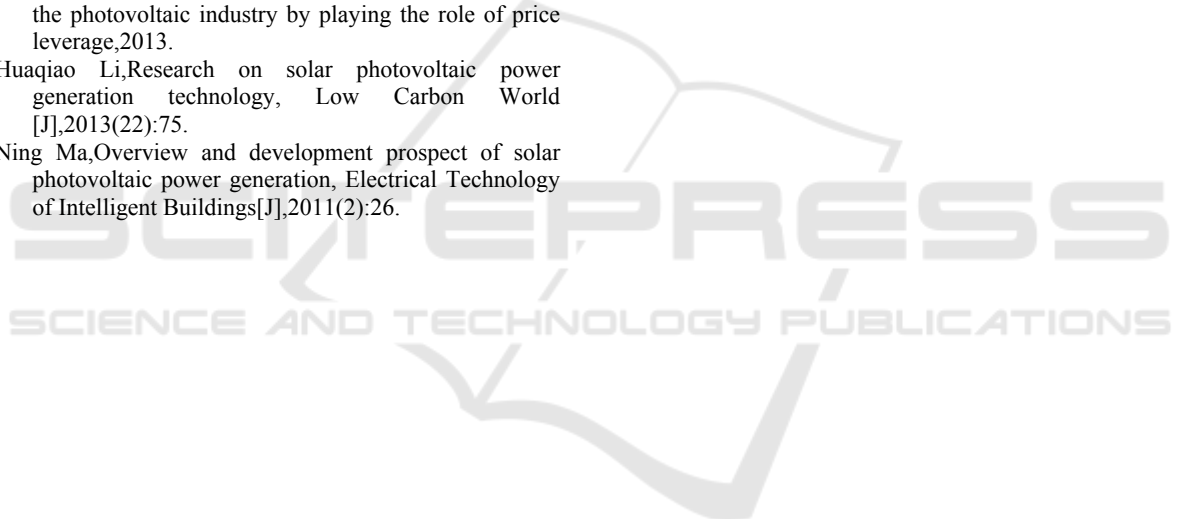 the photovoltaic industry by playing the role of price
leverage,2013.
Huaqiao Li,Research on solar photovoltaic power
generation technology, Low Carbon World
[J],2013(22):75.
Ning Ma,Overview and development prospect of solar
photovoltaic power generation, Electrical Technology
of Intelligent Buildings[J],2011(2):26.
SCITEPRESS
SCIENCE AND TECHNOLOGY PUBLICATIONS